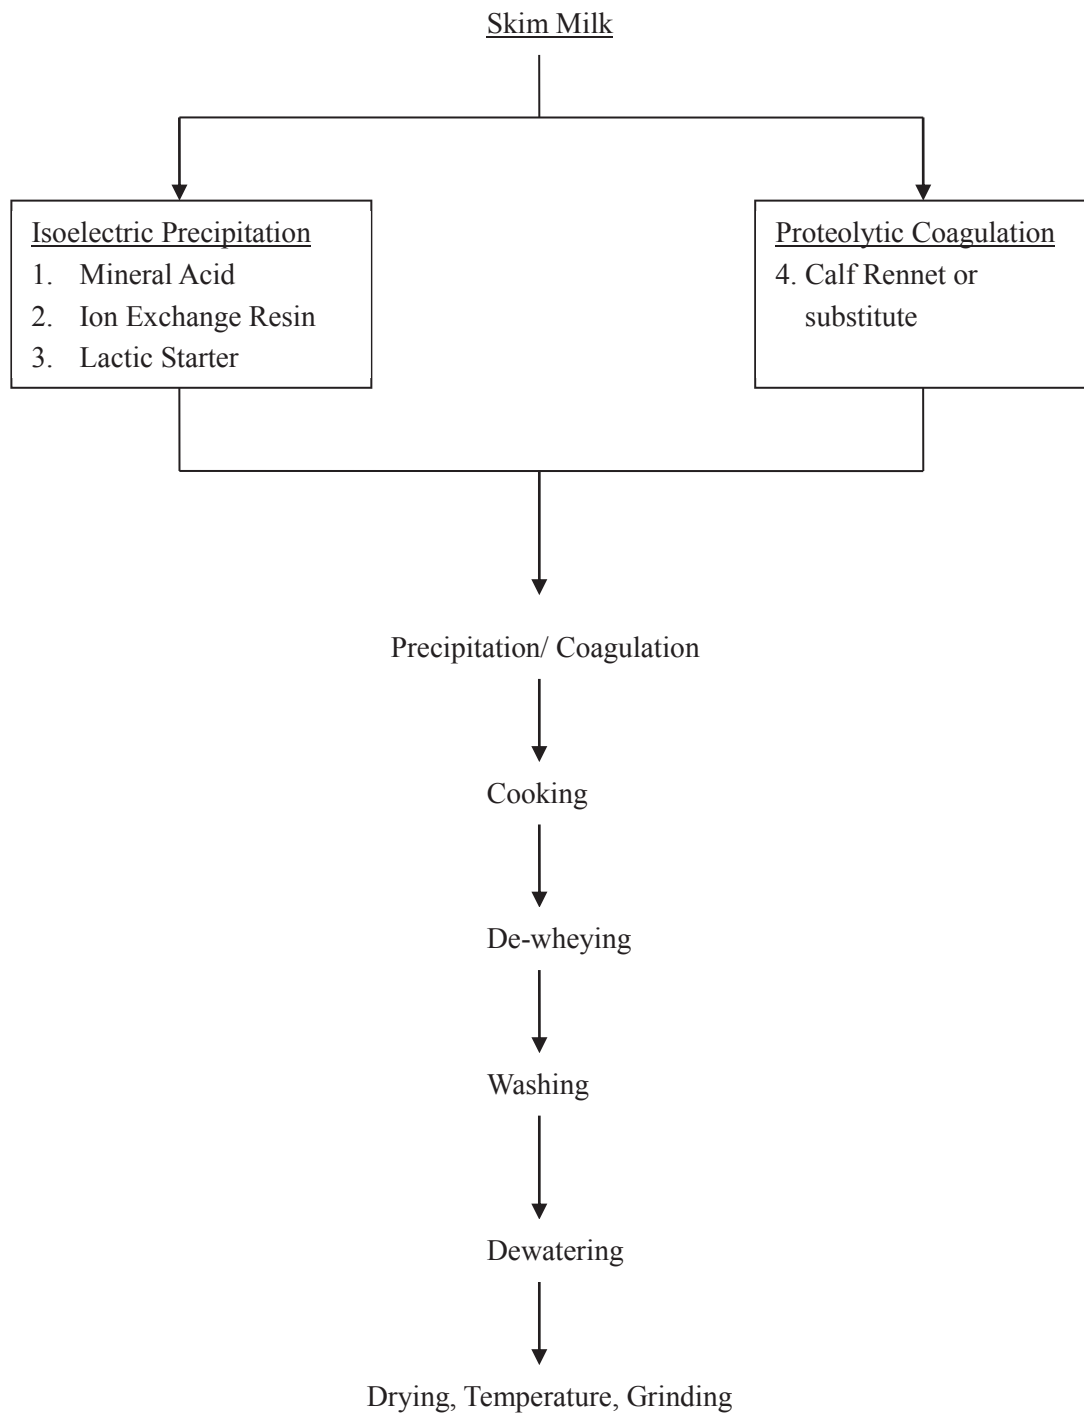 Skim Milk
Isoelectric Precipitation
1. Mineral Acid
2. Ion Exchange Resin
3. Lactic Starter
Proteolytic Coagulation
4. Calf Rennet or
substitute
Precipitation/ Coagulation
Cooking
De-wheying
Washing
Dewatering
Drying, Temperature, Grinding